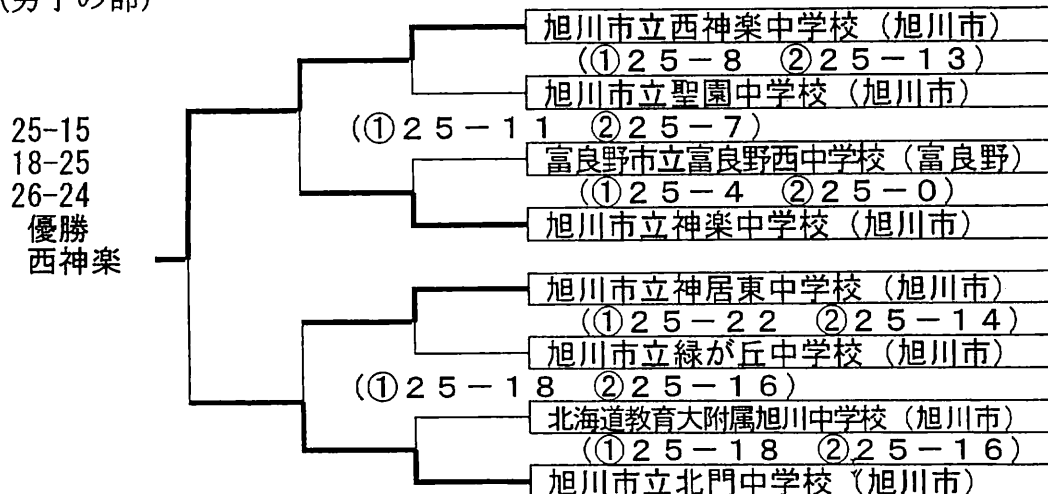 (男子の部)
旭川市立西神楽中学校（旭川市）
（①25－8　②25－13）
旭川市立聖園中学校（旭川市）
（①25－11　②25－7）
富良野市立富良野西中学校（富良野）
（①25－4　②25－0）
旭川市立神楽中学校（旭川市）
25-15
18-25
26-24
優勝
西神楽
旭川市立神居東中学校（旭川市）
（①25－22　②25－14）
旭川市立緑が丘中学校（旭川市）
（①25－18　②25－16）
北海道教育大附属旭川中学校（旭川市）
（①25－18　②25－16）
旭川市立北門中学校（旭川市）